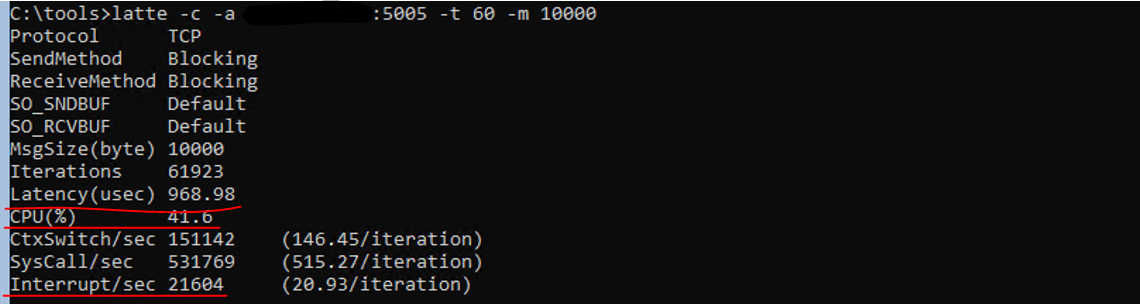 C:\tools>latte -c -a :5005 -t 60 -m 10000
Protocol TCP
SendMethod Blocking
ReceiveMethod Blocking
SO_SNDBUF Default
SO_RCVBUF Default
MsgSize(byte) 10000
Iterations 61923
Latency(usec) 968.98
CPU(%) 41.6
CtxSwitch/sec 151142 (146.45/iteration)
SysCall/sec 531769 (515.27/iteration)
Interrupt/sec 21604 (20.93/iteration)